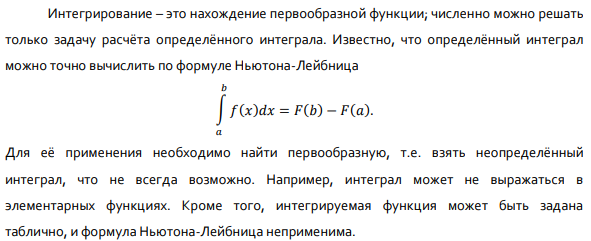 Интегрирование – это нахождение первообразной функции; численно можно решать
только задачу расчёта определённого интеграла. Известно, что определённый интеграл
можно точно вычислить по формуле Ньютона-Лейбница
b
∫ f(x)dx = F(b) − F(a).
a
Для её применения необходимо найти первообразную, т.е. взять неопределённый
интеграл, что не всегда возможно. Например, интеграл может не выражаться в
элементарных функциях. Кроме того, интегрируемая функция может быть задана
таблично, и формула Ньютона-Лейбница неприменима.